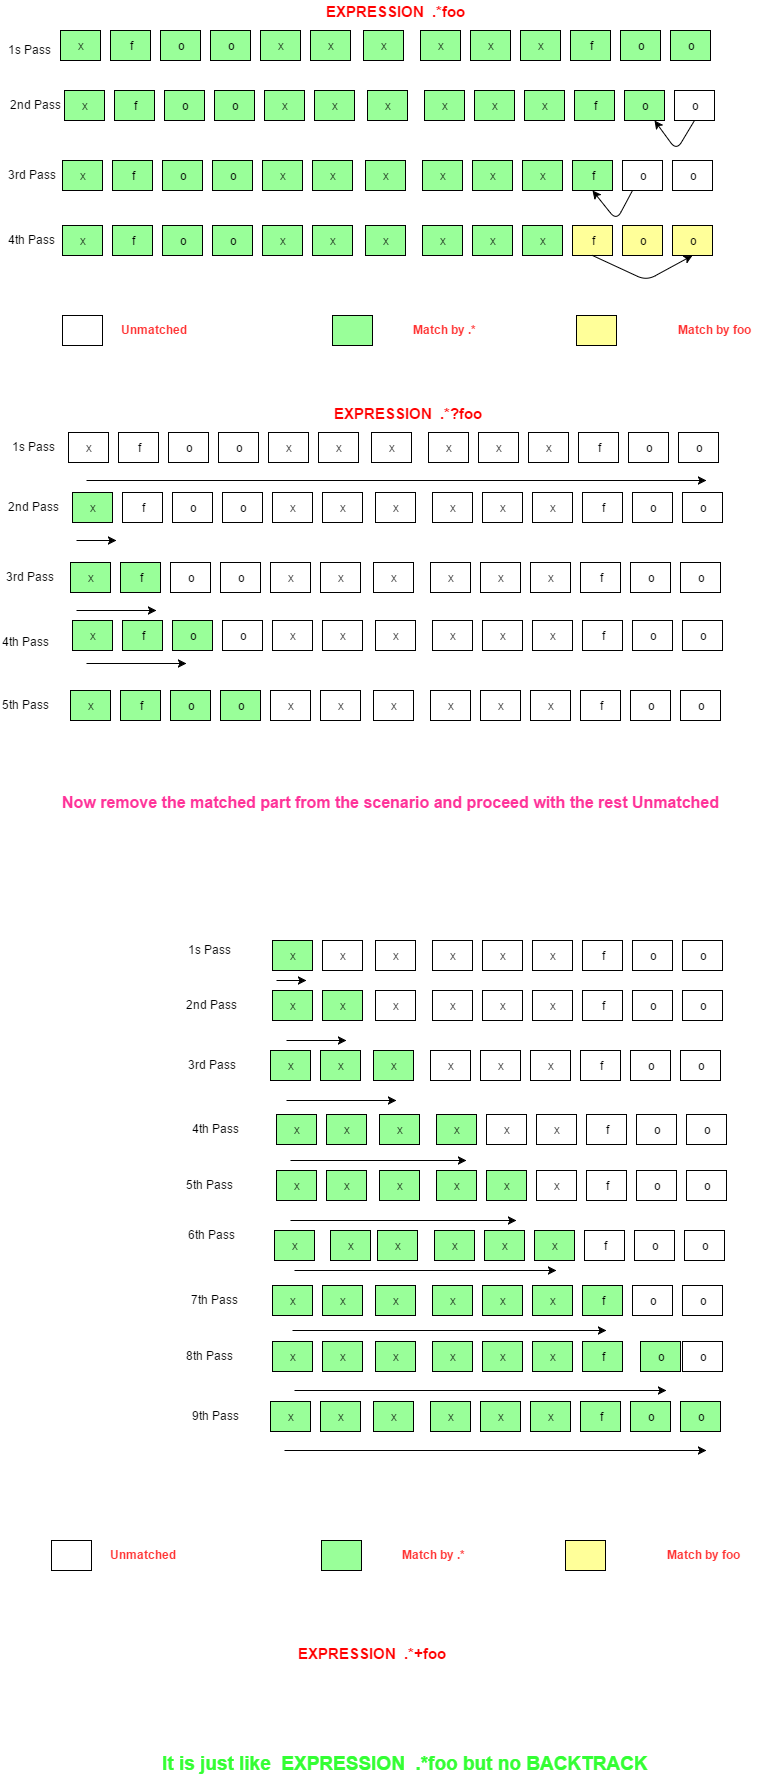 EXPRESSION .*foo
1s Pass x f o o x x x x x x f o o
2nd Pass x f o o x x x x x x f o o
3rd Pass x f o o x x x x x x f o o
4th Pass x f o o x x x x x x f o o
Unmatched Match by .* Match by foo
EXPRESSION .*?foo
1s Pass x f o o x x x x x x f o o
2nd Pass x f o o x x x x x x f o o
3rd Pass x f o o x x x x x x f o o
4th Pass x f o o x x x x x x f o o
5th Pass x f o o x x x x x x f o o
Now remove the matched part from the scenario and proceed with the rest Unmatched
1s Pass x x x x x x f o o
2nd Pass x x x x x x f o o
3rd Pass x x x x x x f o o
4th Pass x x x x x x f o o
5th Pass x x x x x x f o o
6th Pass x x x x x x f o o
7th Pass x x x x x x f o o
8th Pass x x x x x x f o o
9th Pass x x x x x x f o o
Unmatched Match by .* Match by foo
EXPRESSION .*+foo
It is just like EXPRESSION .*foo but no BACKTRACK